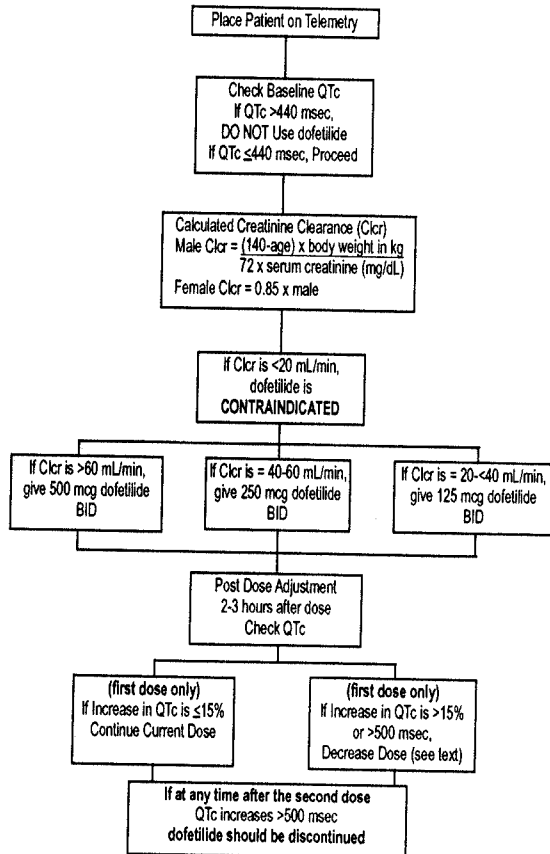 Place Patient on Telemetry
Check Baseline QTc
If QTc >440 msec,
DO NOT Use dofetilide
If QTc ≤440 msec, Proceed
Calculated Creatinine Clearance (Clcr)
Male Clcr = (140-age) x body weight in kg
72 x serum creatinine (mg/dL)
Female Clcr = 0.85 x male
If Clcr is <20 mL/min,
dofetilide is
CONTRAINDICATED
If Clcr is >60 mL/min,
give 500 mcg dofetilide
BID
If Clcr is = 40-60 mL/min,
give 250 mcg dofetilide
BID
If Clcr is = 20-<40 mL/min,
give 125 mcg dofetilide
BID
Post Dose Adjustment
2-3 hours after dose
Check QTc
(first dose only)
If Increase in QTc is ≤15%
Continue Current Dose
(first dose only)
If Increase in QTc is >15%
or >500 msec,
Decrease Dose (see text)
If at any time after the second dose
QTc increases >500 msec
dofetilide should be discontinued